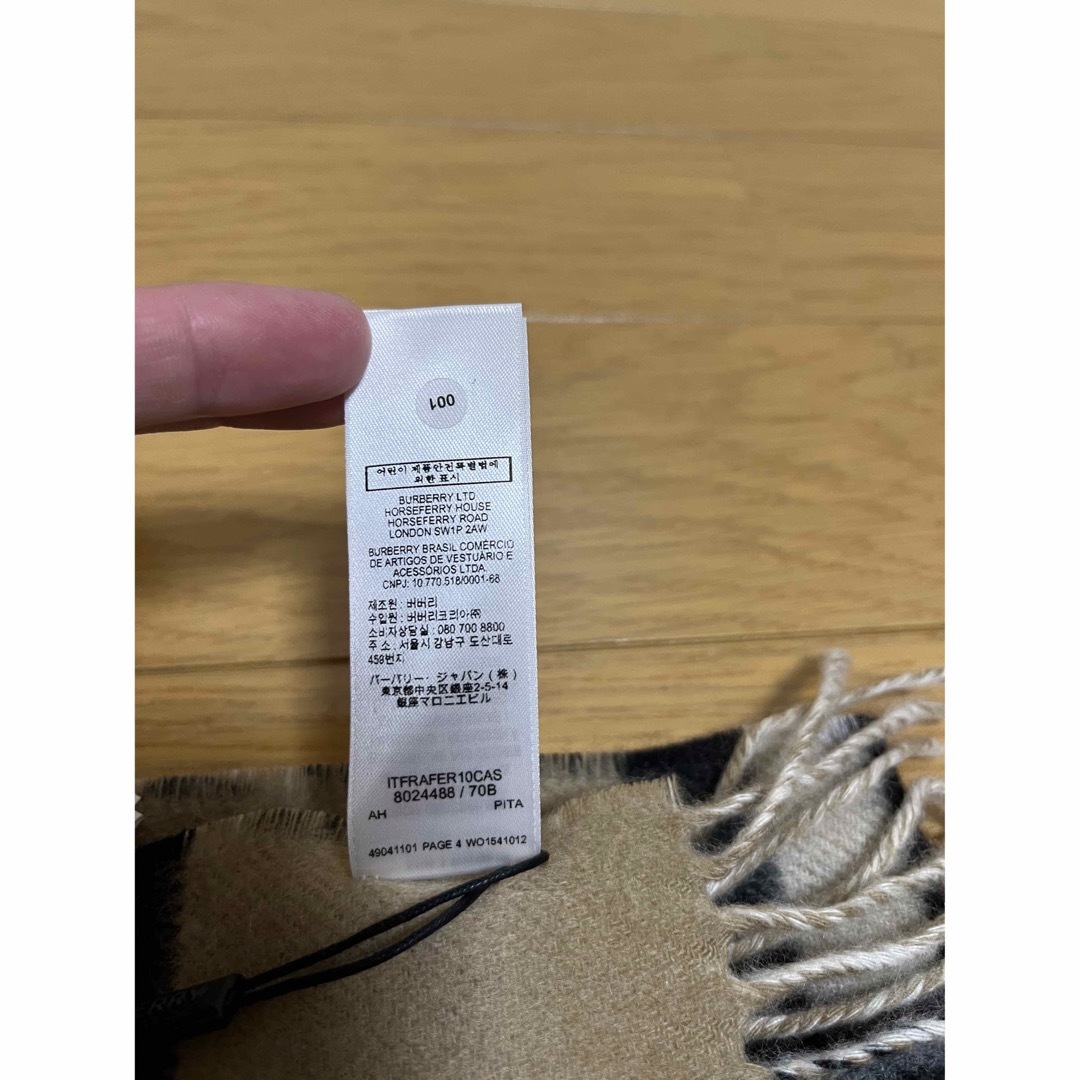 001
어린이제품안전특별법에
의한 표시
BURBERRY LTD
HORSEFERRY HOUSE
HORSEFERRY ROAD
LONDON SW1P 2AW
BURBERRY BRASIL COMÉRCIO
DE ARTIGOS DE VESTUÁRIO E
ACESSÓRIOS LTDA.
CNPJ: 10.770.518/0001-68
제조원 : 버버리
수입원 : 버버리코리아㈜
소비자상담실 : 080 700 8800
주 소 : 서울시 강남구 도산대로
459번지
バーバリー・ジャパン(株)
東京都中央区銀座2-5-14
銀座マロニエビル
ITFRAFER10CAS
8024488 / 70B
AH PITA
49041101 PAGE 4 WO1541012